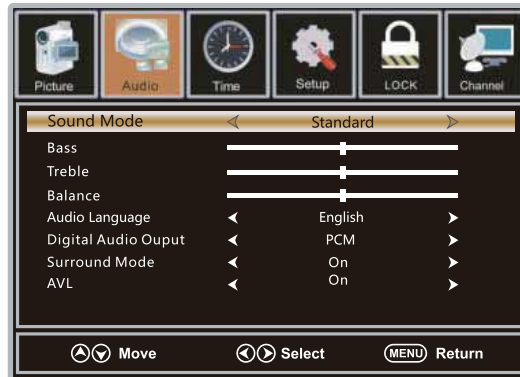 Picture Audio Time Setup LOCK Channel
Sound Mode Standard
Bass
Treble
Balance
Audio Language English
Digital Audio Ouput PCM
Surround Mode On
AVL On
Move Select MENU Return